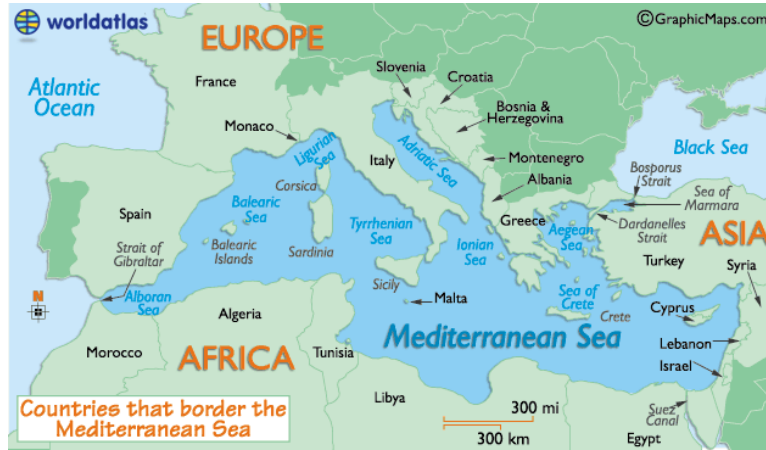 worldatlas
©GraphicMaps.com
EUROPE
Slovenia
Croatia
France
Atlantic
Ocean
Bosnia &
Herzegovina
Monaco
Ligurian
Sea
Black Sea
Adriatic Sea
Italy
Montenegro
Bosporus
Strait
Albania
Corsica
Sea of
Marmara
Spain
Balearic
Sea
Tyrrhenian
Sea
Greece
Dardanelles
Strait
Aegean
Sea
ASIA
Ionian
Sea
Strait of
Gibraltar
Balearic
Islands
Sardinia
Turkey
Syria
Sicily
N
Alboran
Sea
Malta
Sea of
Crete
Crete
Cyprus
Algeria
Mediterranean Sea
Lebanon
Morocco
AFRICA
Tunisia
Israel
Libya
Countries that border the
Mediterranean Sea
300 mi
300 km
Suez
Canal
Egypt